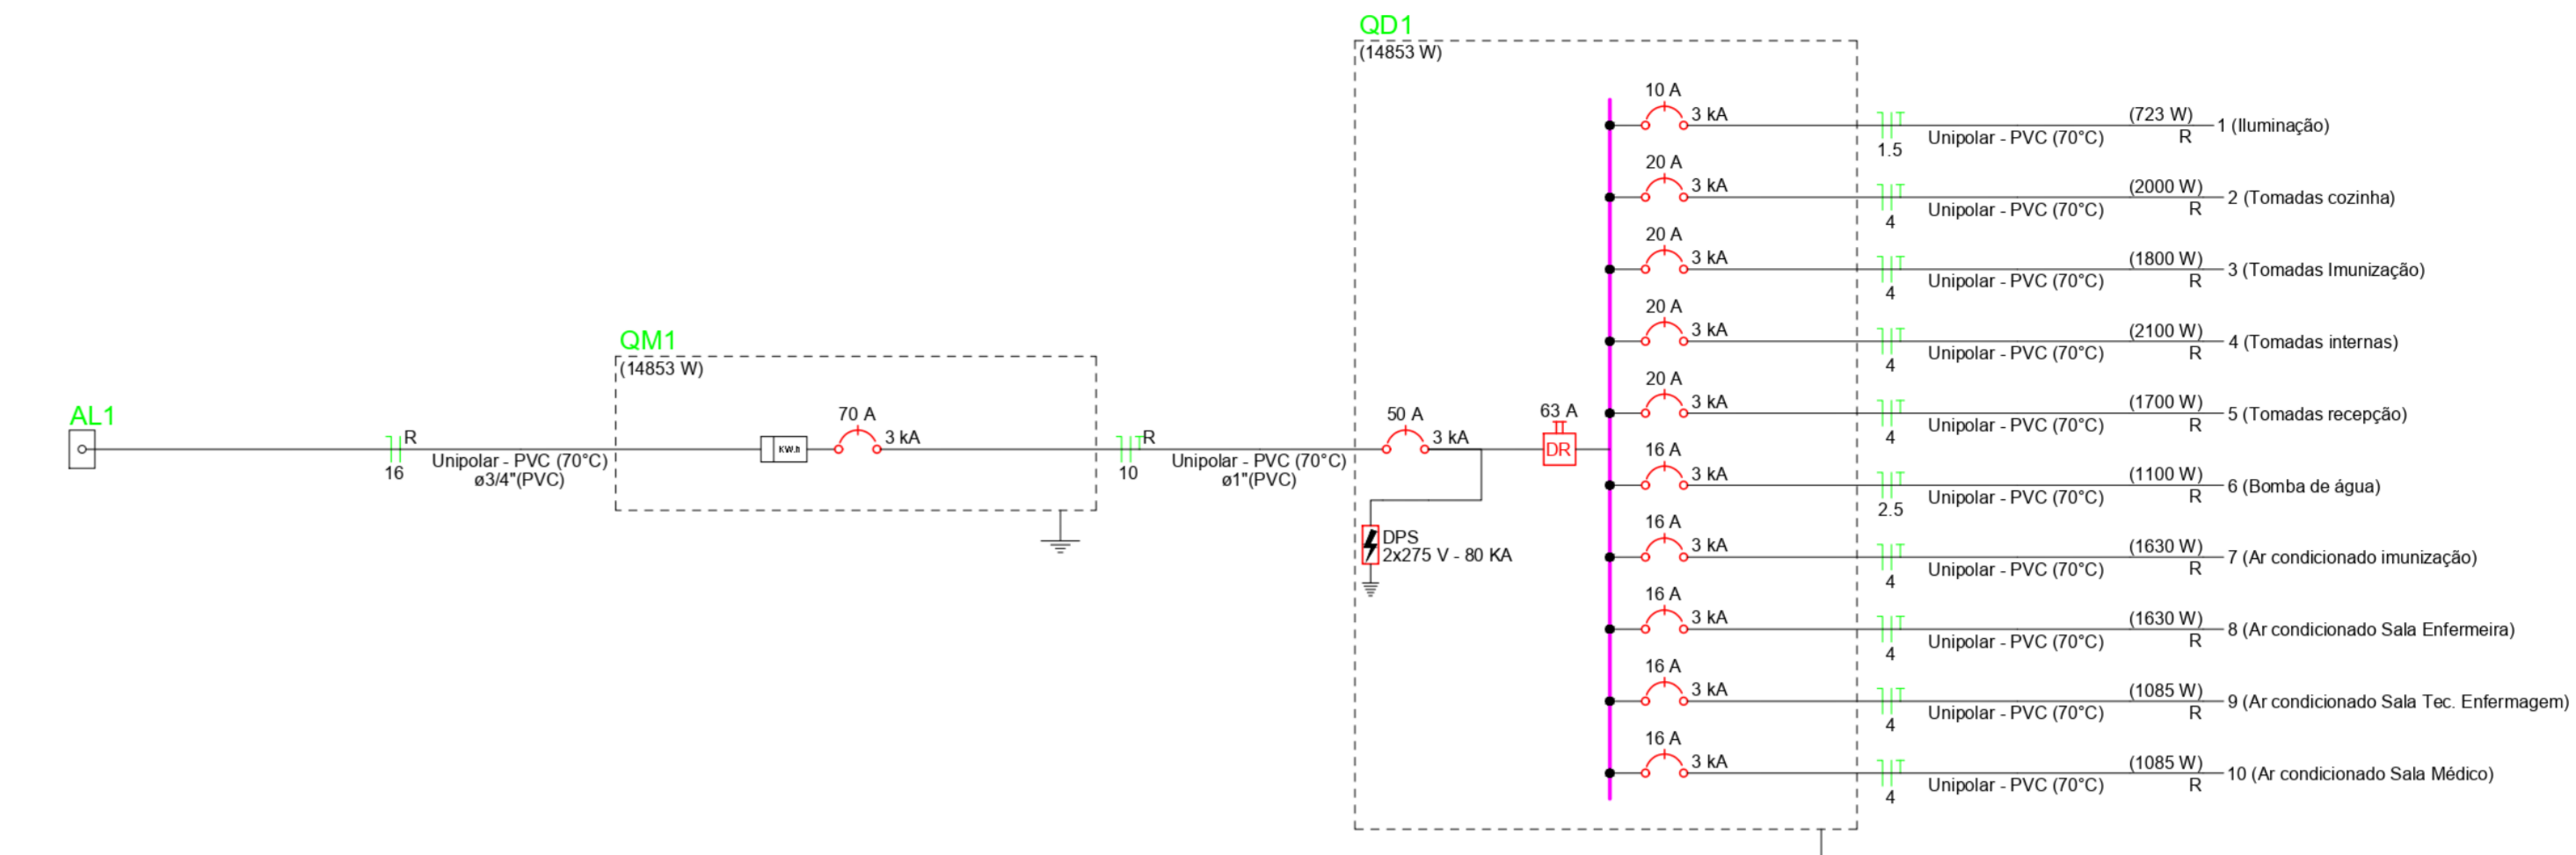 AL1
R
16
Unipolar - PVC (70°C)
ø3/4"(PVC)
QM1
(14853 W)
KW.h
70 A
3 kA
R
10
Unipolar - PVC (70°C)
ø1"(PVC)
QD1
(14853 W)
50 A
3 kA
DPS
2x275 V - 80 KA
63 A
DR
10 A
3 kA
1.5
Unipolar - PVC (70°C)
(723 W)
R
1 (Iluminação)
20 A
3 kA
4
Unipolar - PVC (70°C)
(2000 W)
R
2 (Tomadas cozinha)
20 A
3 kA
4
Unipolar - PVC (70°C)
(1800 W)
R
3 (Tomadas Imunização)
20 A
3 kA
4
Unipolar - PVC (70°C)
(2100 W)
R
4 (Tomadas internas)
20 A
3 kA
4
Unipolar - PVC (70°C)
(1700 W)
R
5 (Tomadas recepção)
16 A
3 kA
2.5
Unipolar - PVC (70°C)
(1100 W)
R
6 (Bomba de água)
16 A
3 kA
4
Unipolar - PVC (70°C)
(1630 W)
R
7 (Ar condicionado imunização)
16 A
3 kA
4
Unipolar - PVC (70°C)
(1630 W)
R
8 (Ar condicionado Sala Enfermeira)
16 A
3 kA
4
Unipolar - PVC (70°C)
(1085 W)
R
9 (Ar condicionado Sala Tec. Enfermagem)
16 A
3 kA
4
Unipolar - PVC (70°C)
(1085 W)
R
10 (Ar condicionado Sala Médico)